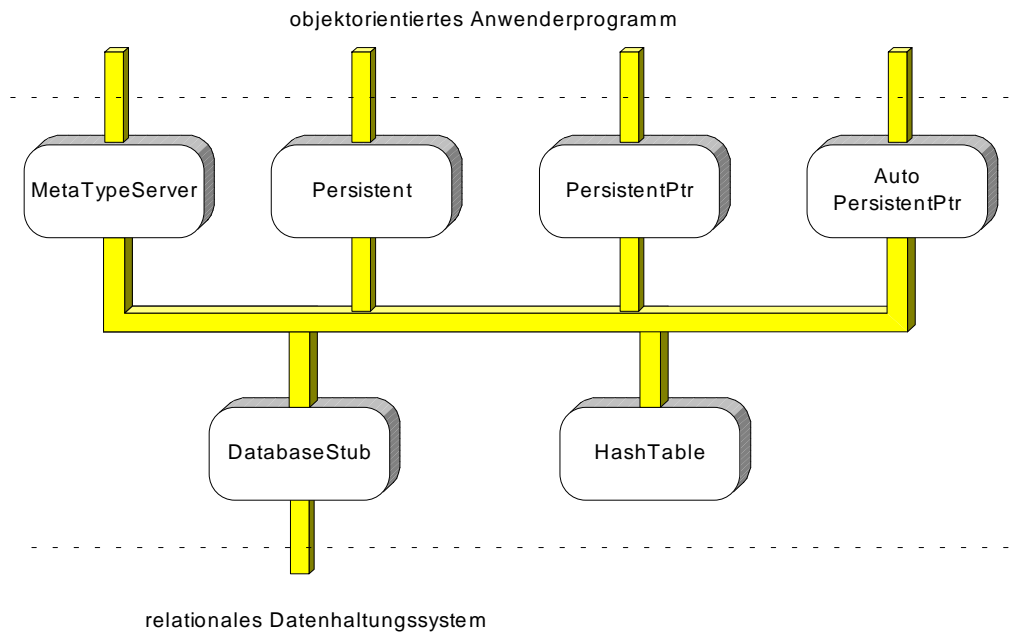 objektorientiertes Anwenderprogramm
MetaTypeServer
Persistent
PersistentPtr
Auto
PersistentPtr
DatabaseStub
HashTable
relationales Datenhaltungssystem